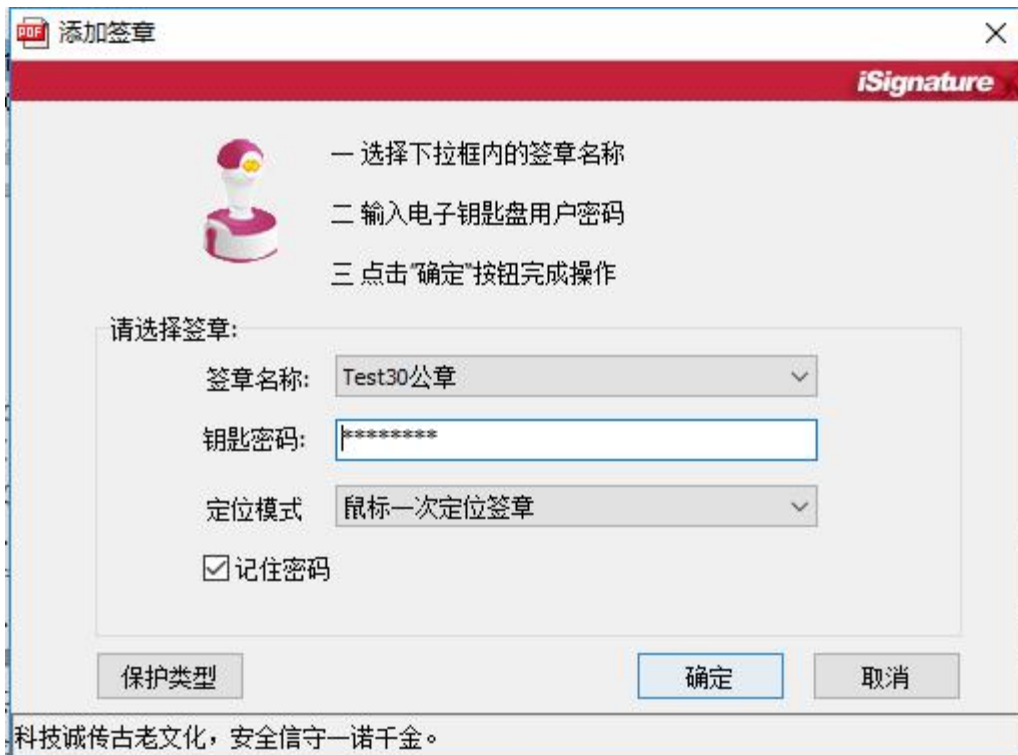 PDF 添加签章
iSignature
一 选择下拉框内的签章名称
二 输入电子钥匙盘用户密码
三 点击"确定"按钮完成操作
请选择签章:
签章名称: Test30公章
钥匙密码: ********
定位模式 鼠标一次定位签章
记住密码
保护类型 确定 取消
科技诚传古老文化，安全信守一诺千金。